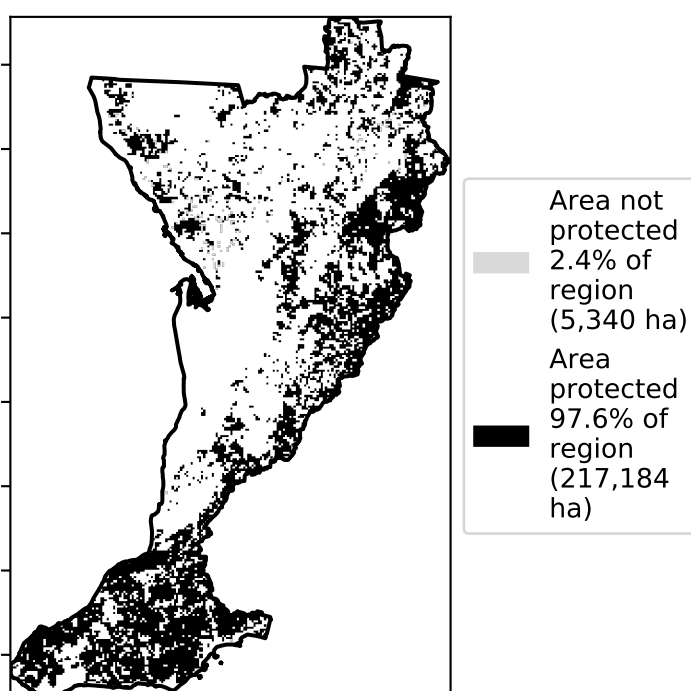 Area not
protected
2.4% of
region
(5,340 ha)
Area
protected
97.6% of
region
(217,184
ha)